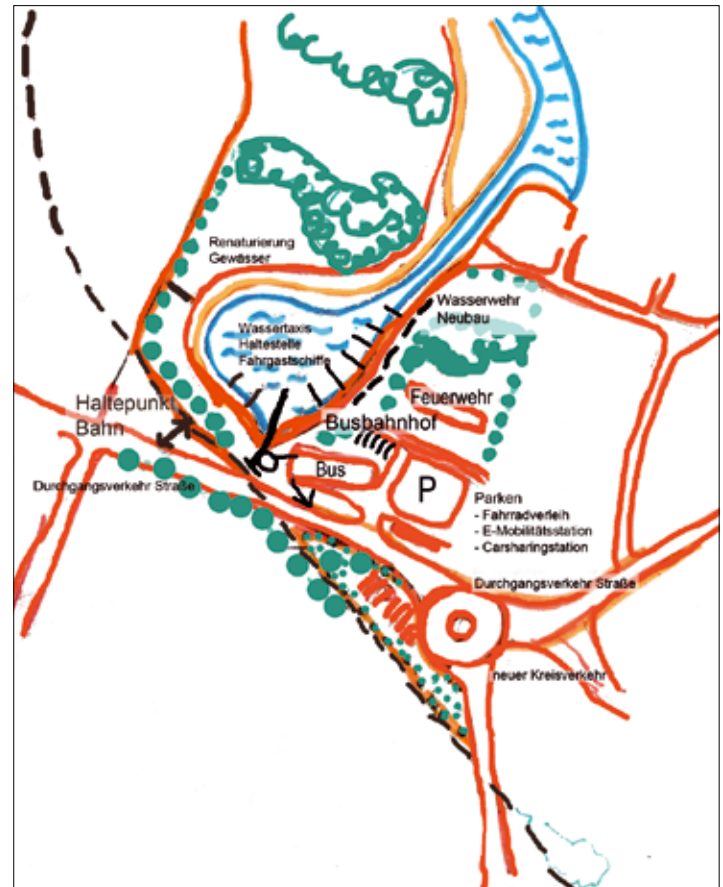 Renaturierung
Gewässer
Wassertaxis
Haltestelle
Fahrgastschiffe
Wasserwehr
Neubau
Feuerwehr
Haltepunkt
Bahn
Busbahnhof
Bus
P
Durchgangsverkehr Straße
Parken
- Fahrradverleih
- E-Mobilitätsstation
- Carsharingstation
Durchgangsverkehr Straße
neuer Kreisverkehr